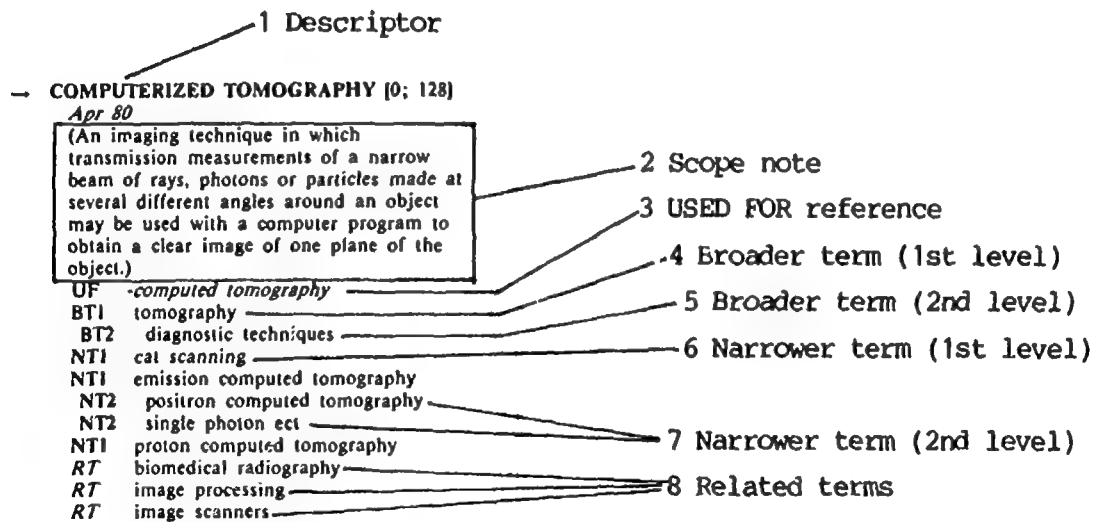 1 Descriptor
→ COMPUTERIZED TOMOGRAPHY [0; 128]
Apr 80
(An imaging technique in which
transmission measurements of a narrow
beam of rays, photons or particles made at
several different angles around an object
may be used with a computer program to
obtain a clear image of one plane of the
object.)
UF computed tomography
BT1 tomography
BT2 diagnostic techniques
NT1 cat scanning
NT1 emission computed tomography
NT2 positron computed tomography
NT2 single photon ect
NT1 proton computed tomography
RT biomedical radiography
RT image processing
RT image scanners
2 Scope note
3 USED FOR reference
4 Broader term (1st level)
5 Broader term (2nd level)
6 Narrower term (1st level)
7 Narrower term (2nd level)
8 Related terms